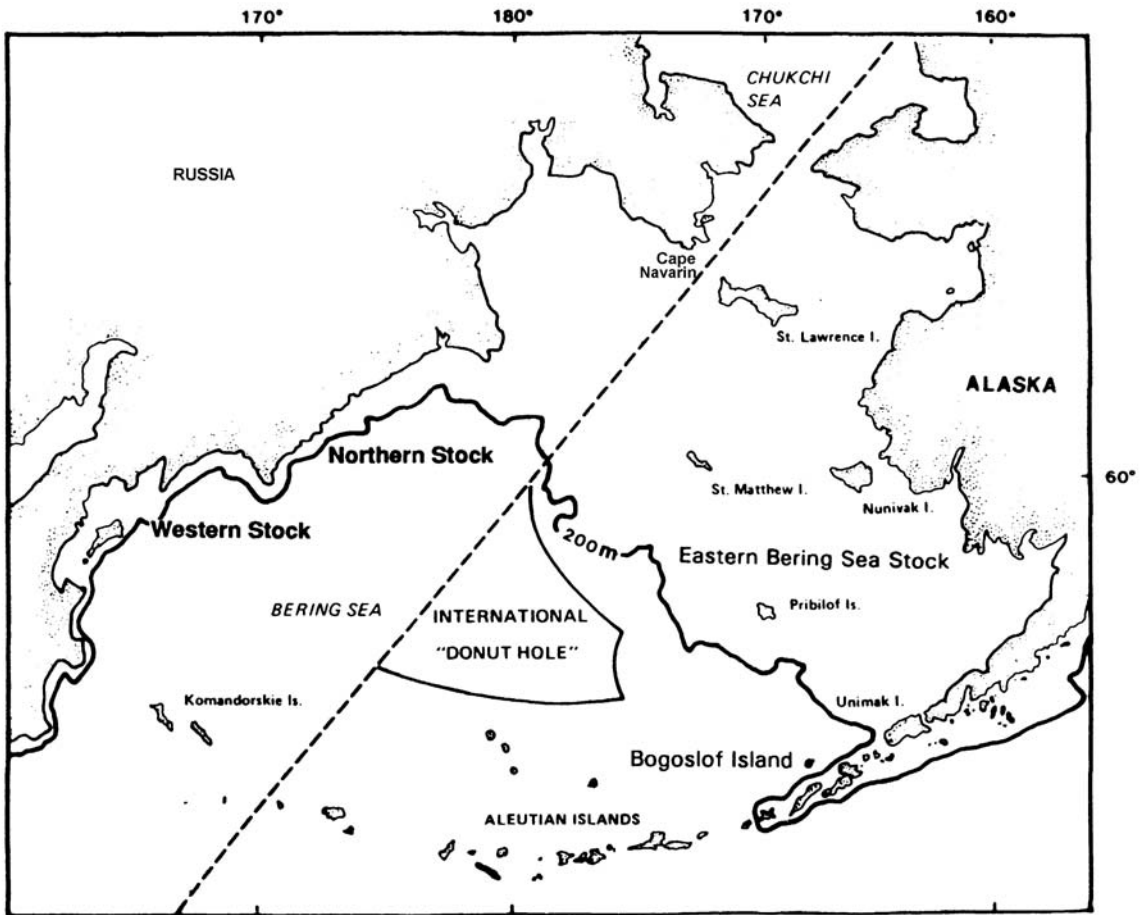 170° 180° 170° 160°
CHUKCHI
SEA
RUSSIA
Cape
Navarin
St. Lawrence I.
ALASKA
Northern Stock
60°
St. Matthew I.
Nunivak I.
Western Stock
200m
Eastern Bering Sea Stock
BERING SEA
INTERNATIONAL
"DONUT HOLE"
Pribilof Is.
Komandorskie Is.
Unimak I.
Bogoslof Island
ALEUTIAN ISLANDS